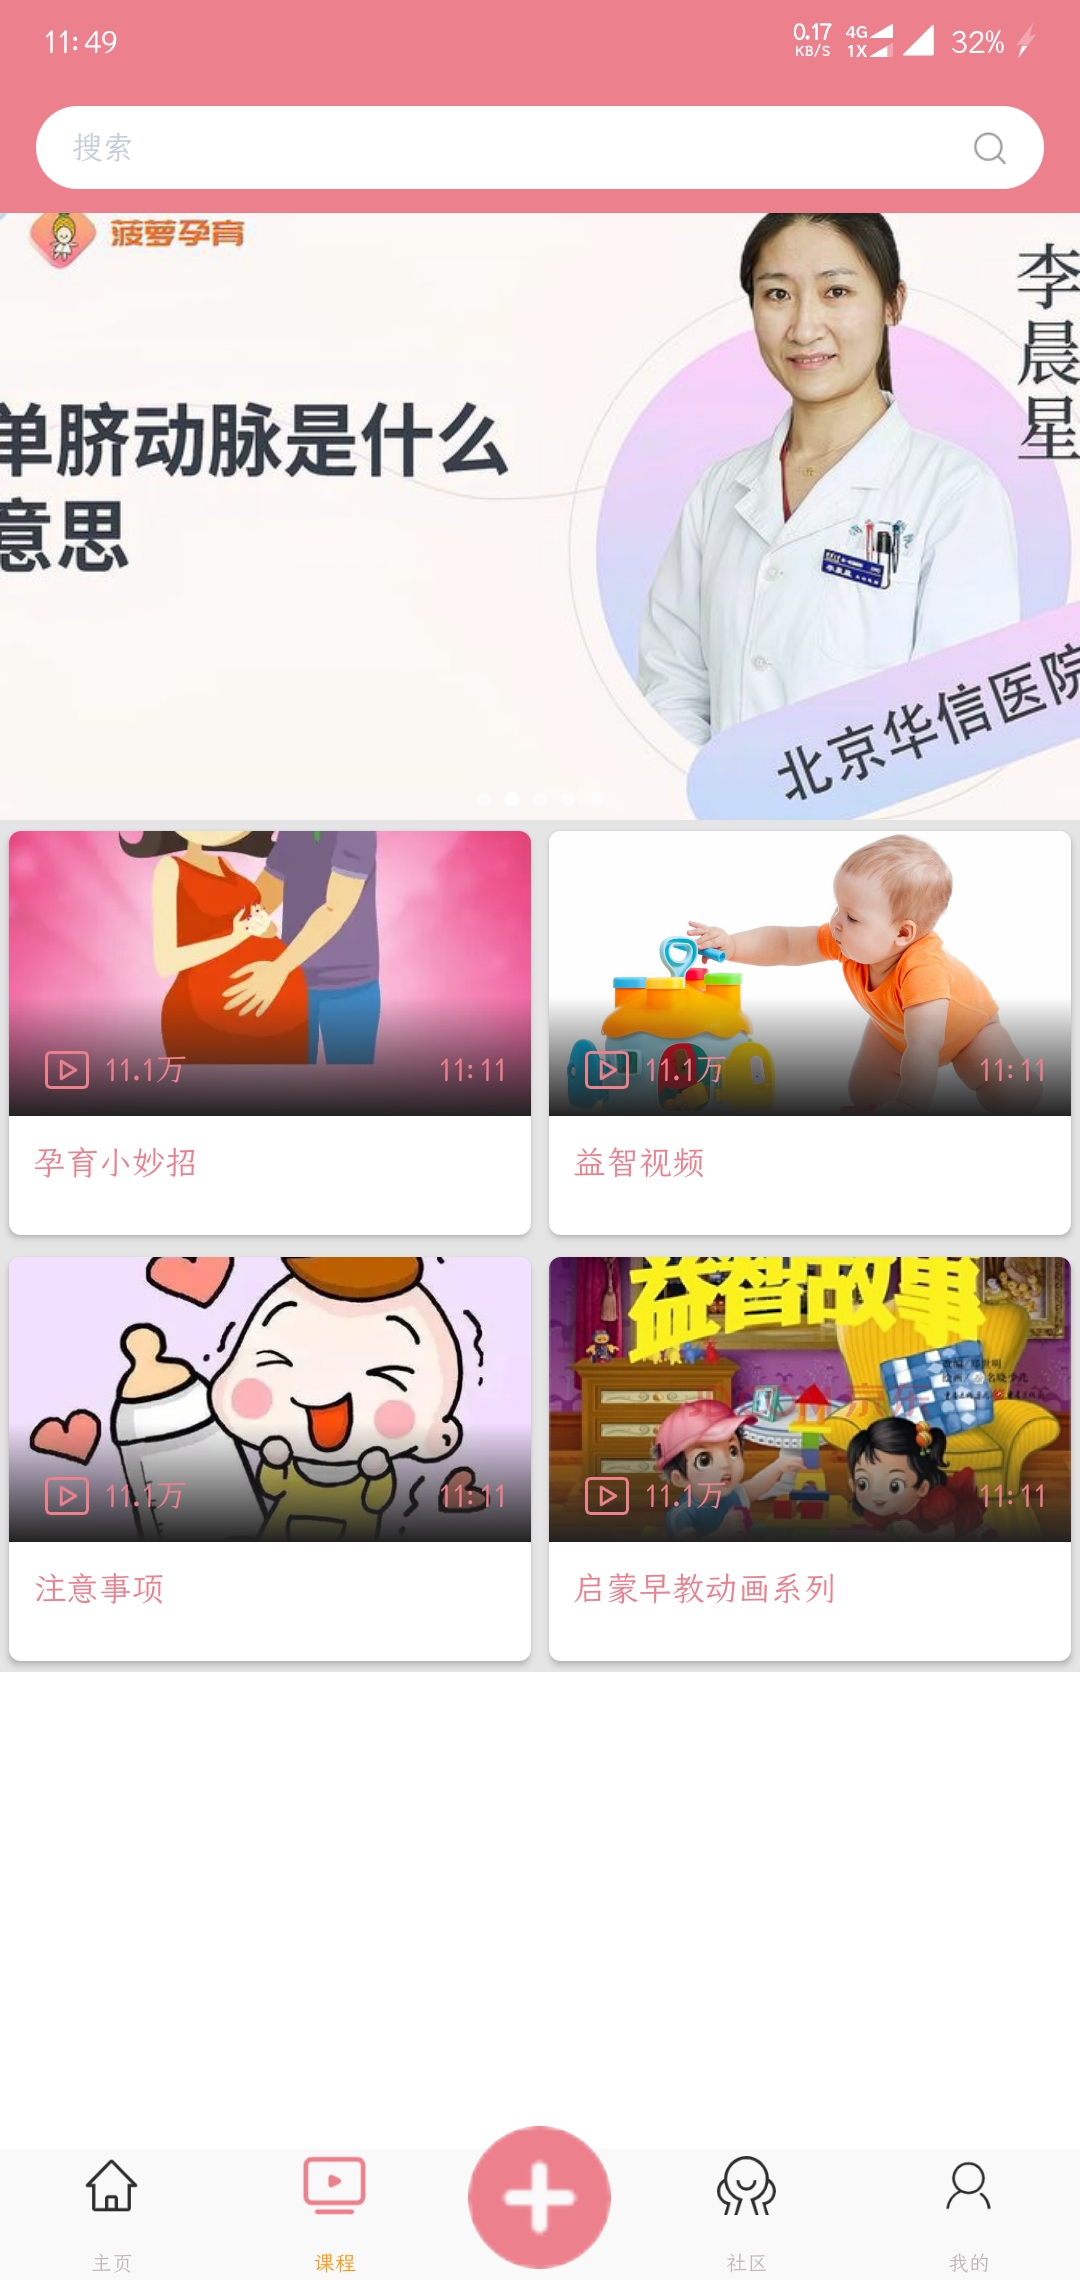 11:49
0.17
KB/S
4G
1X
32%
搜索
菠萝孕育
李晨星
单脐动脉是什么
意思
北京华信医院
11.1万
11:11
11.1万
11:11
孕育小妙招
益智视频
益智故事
11.1万
11:11
11.1万
11:11
注意事项
启蒙早教动画系列
主页
课程
社区
我的